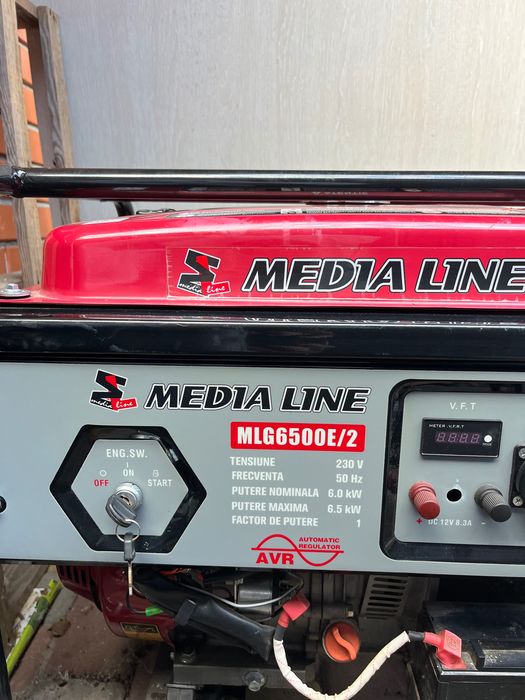 media line
MEDIA LINE
media line
MEDIA LINE
MLG6500E/2
TENSIUNE 230 V
FRECVENTA 50 Hz
PUTERE NOMINALA 6.0 kW
PUTERE MAXIMA 6.5 kW
FACTOR DE PUTERE 1
AVR AUTOMATIC REGULATOR
ENG.SW.
OFF ON START
V.F.T
METER .V.F.T
+ DC 12V 8.3A -